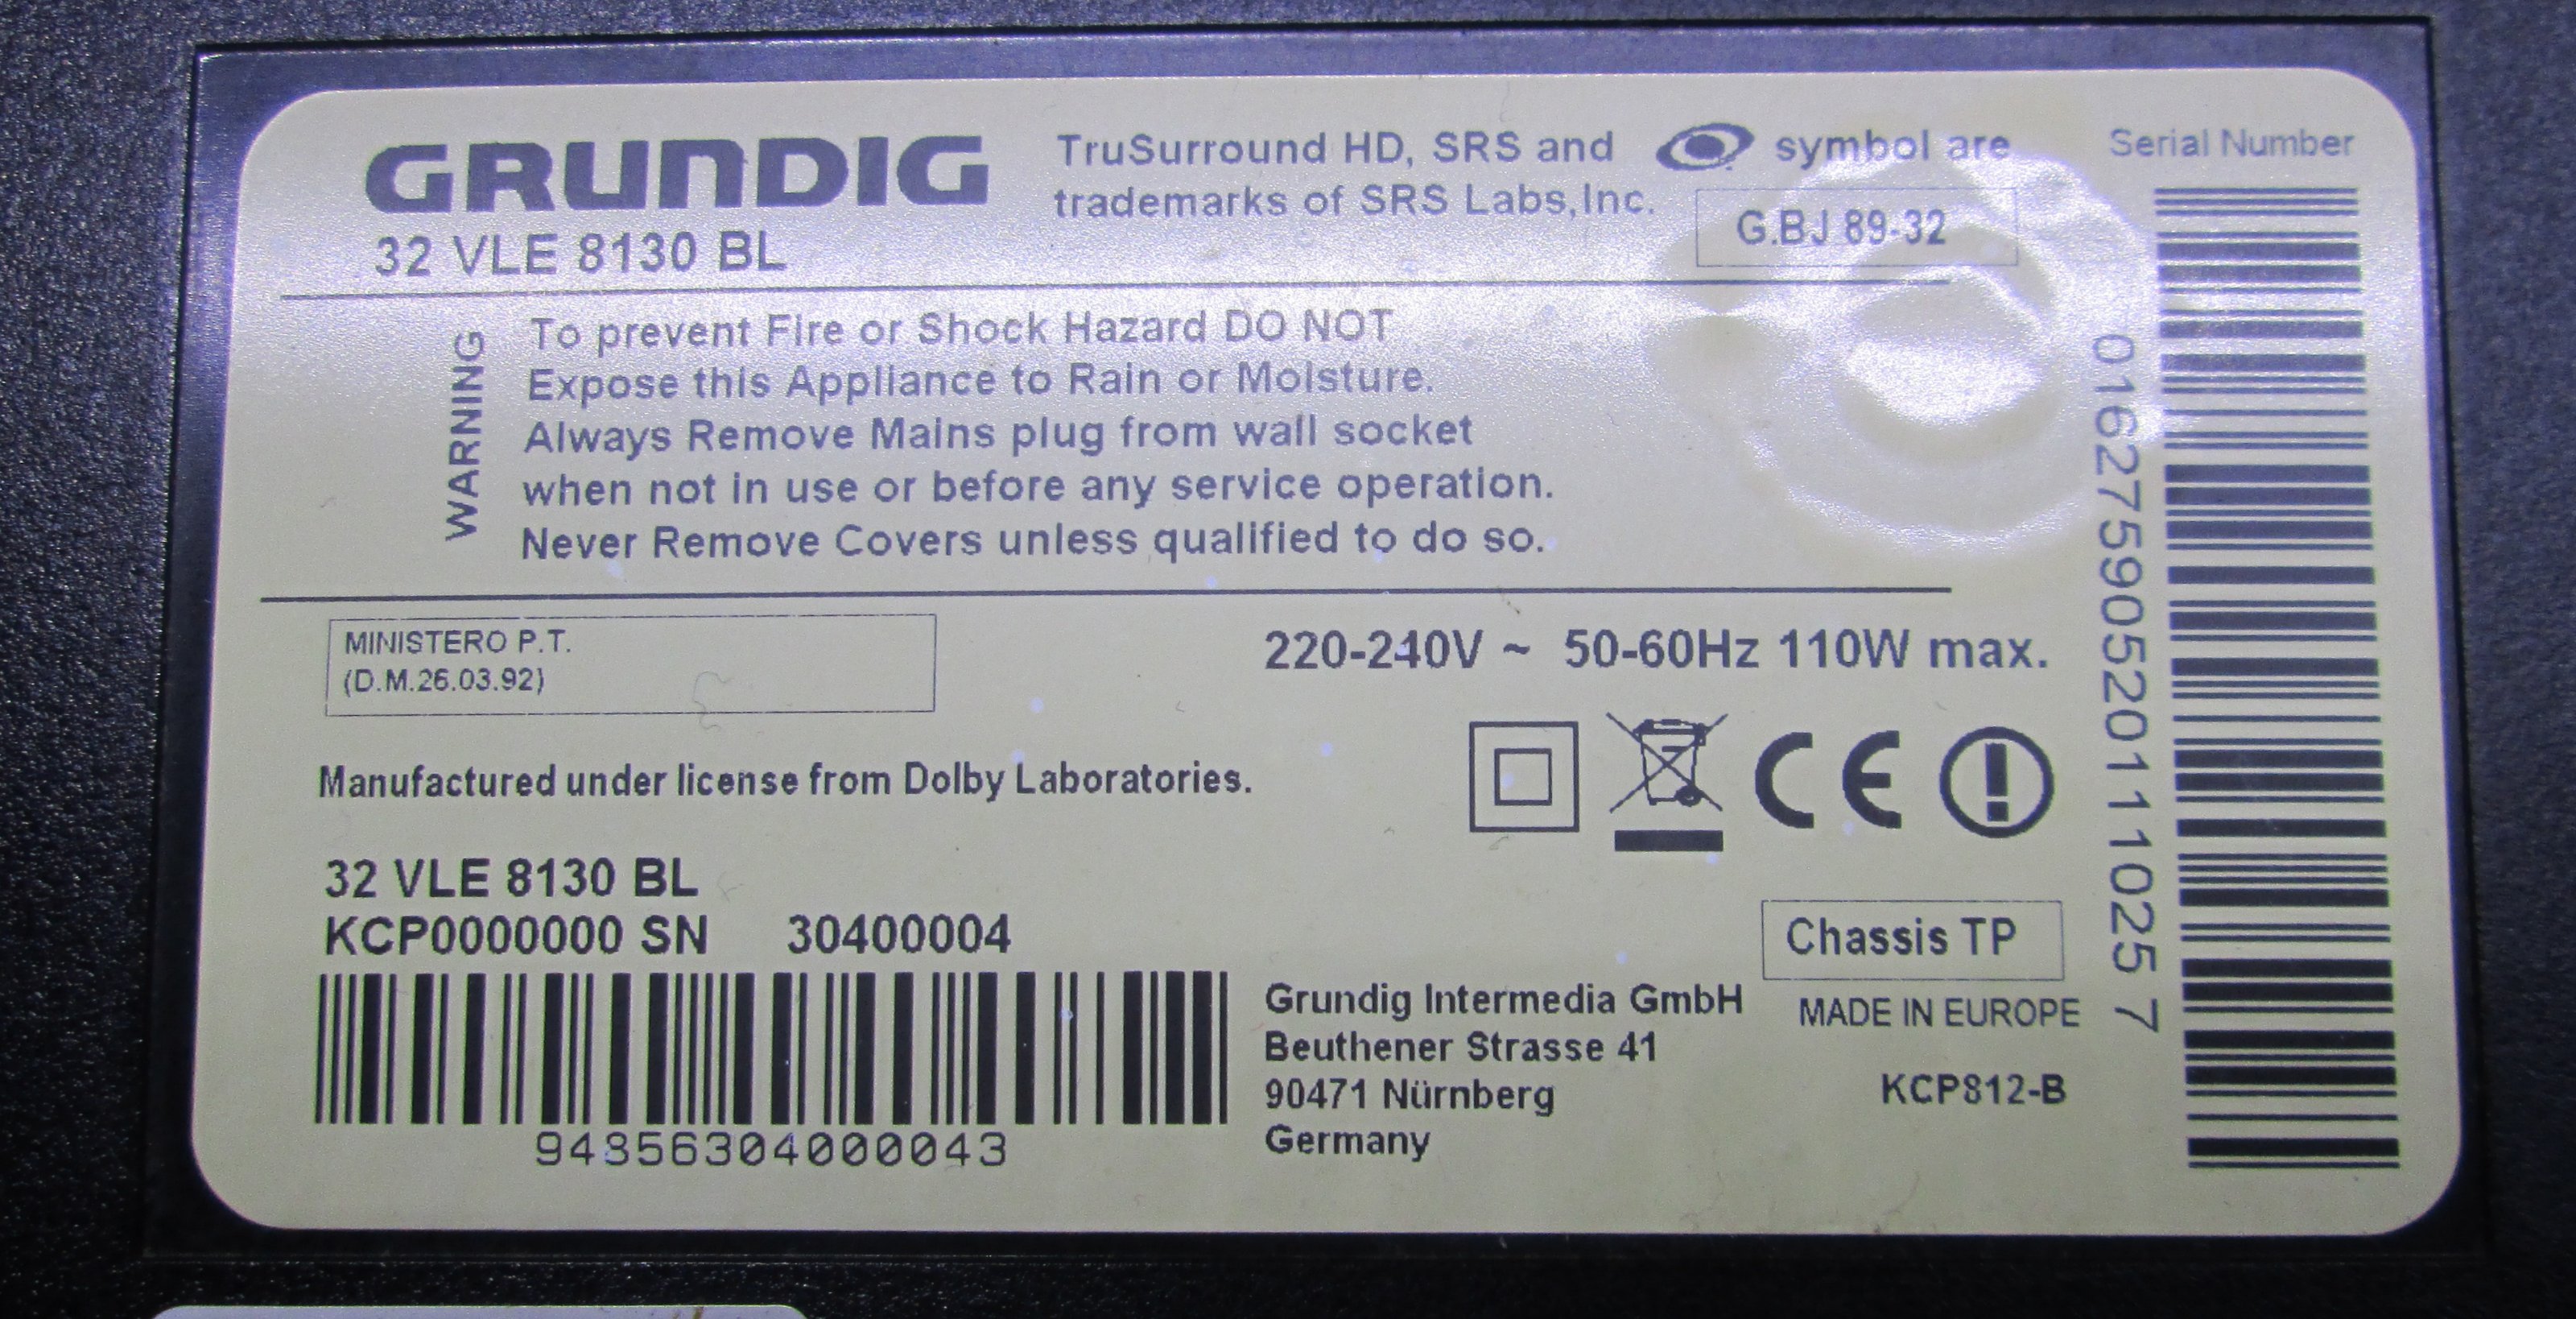 GRUNDIG
32 VLE 8130 BL
TruSurround HD, SRS and symbol are
trademarks of SRS Labs,Inc.
G.BJ 89-32
Serial Number
WARNING
To prevent Fire or Shock Hazard DO NOT
Expose this Appliance to Rain or Moisture.
Always Remove Mains plug from wall socket
when not in use or before any service operation.
Never Remove Covers unless qualified to do so.
MINISTERO P.T.
(D.M.26.03.92)
220-240V ~ 50-60Hz 110W max.
Manufactured under license from Dolby Laboratories.
CE
32 VLE 8130 BL
KCP0000000 SN 30400004
94356304000043
Chassis TP
Grundig Intermedia GmbH
Beuthener Strasse 41
90471 Nürnberg
Germany
MADE IN EUROPE
KCP812-B
01627590520111025 7